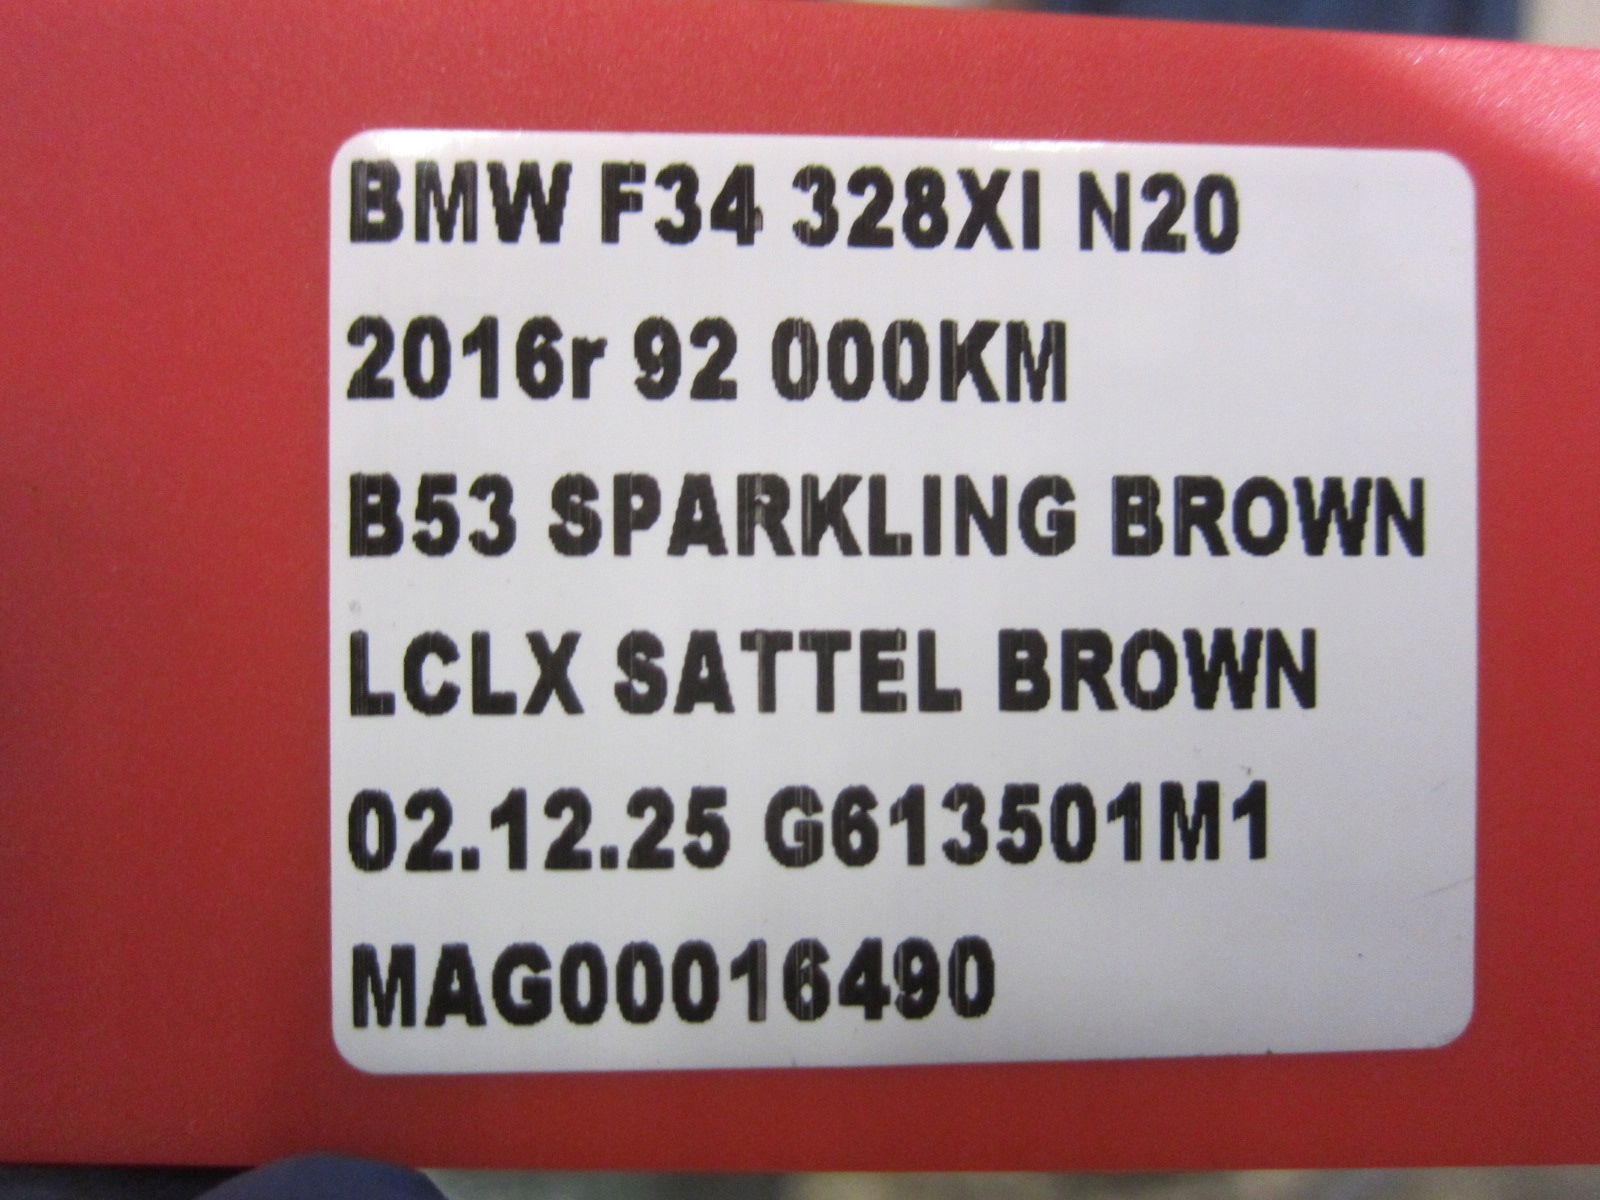 BMW F34 328XI N20
2016r 92 000KM
B53 SPARKLING BROWN
LCLX SATTEL BROWN
02.12.25 G613501M1
MAG00016490